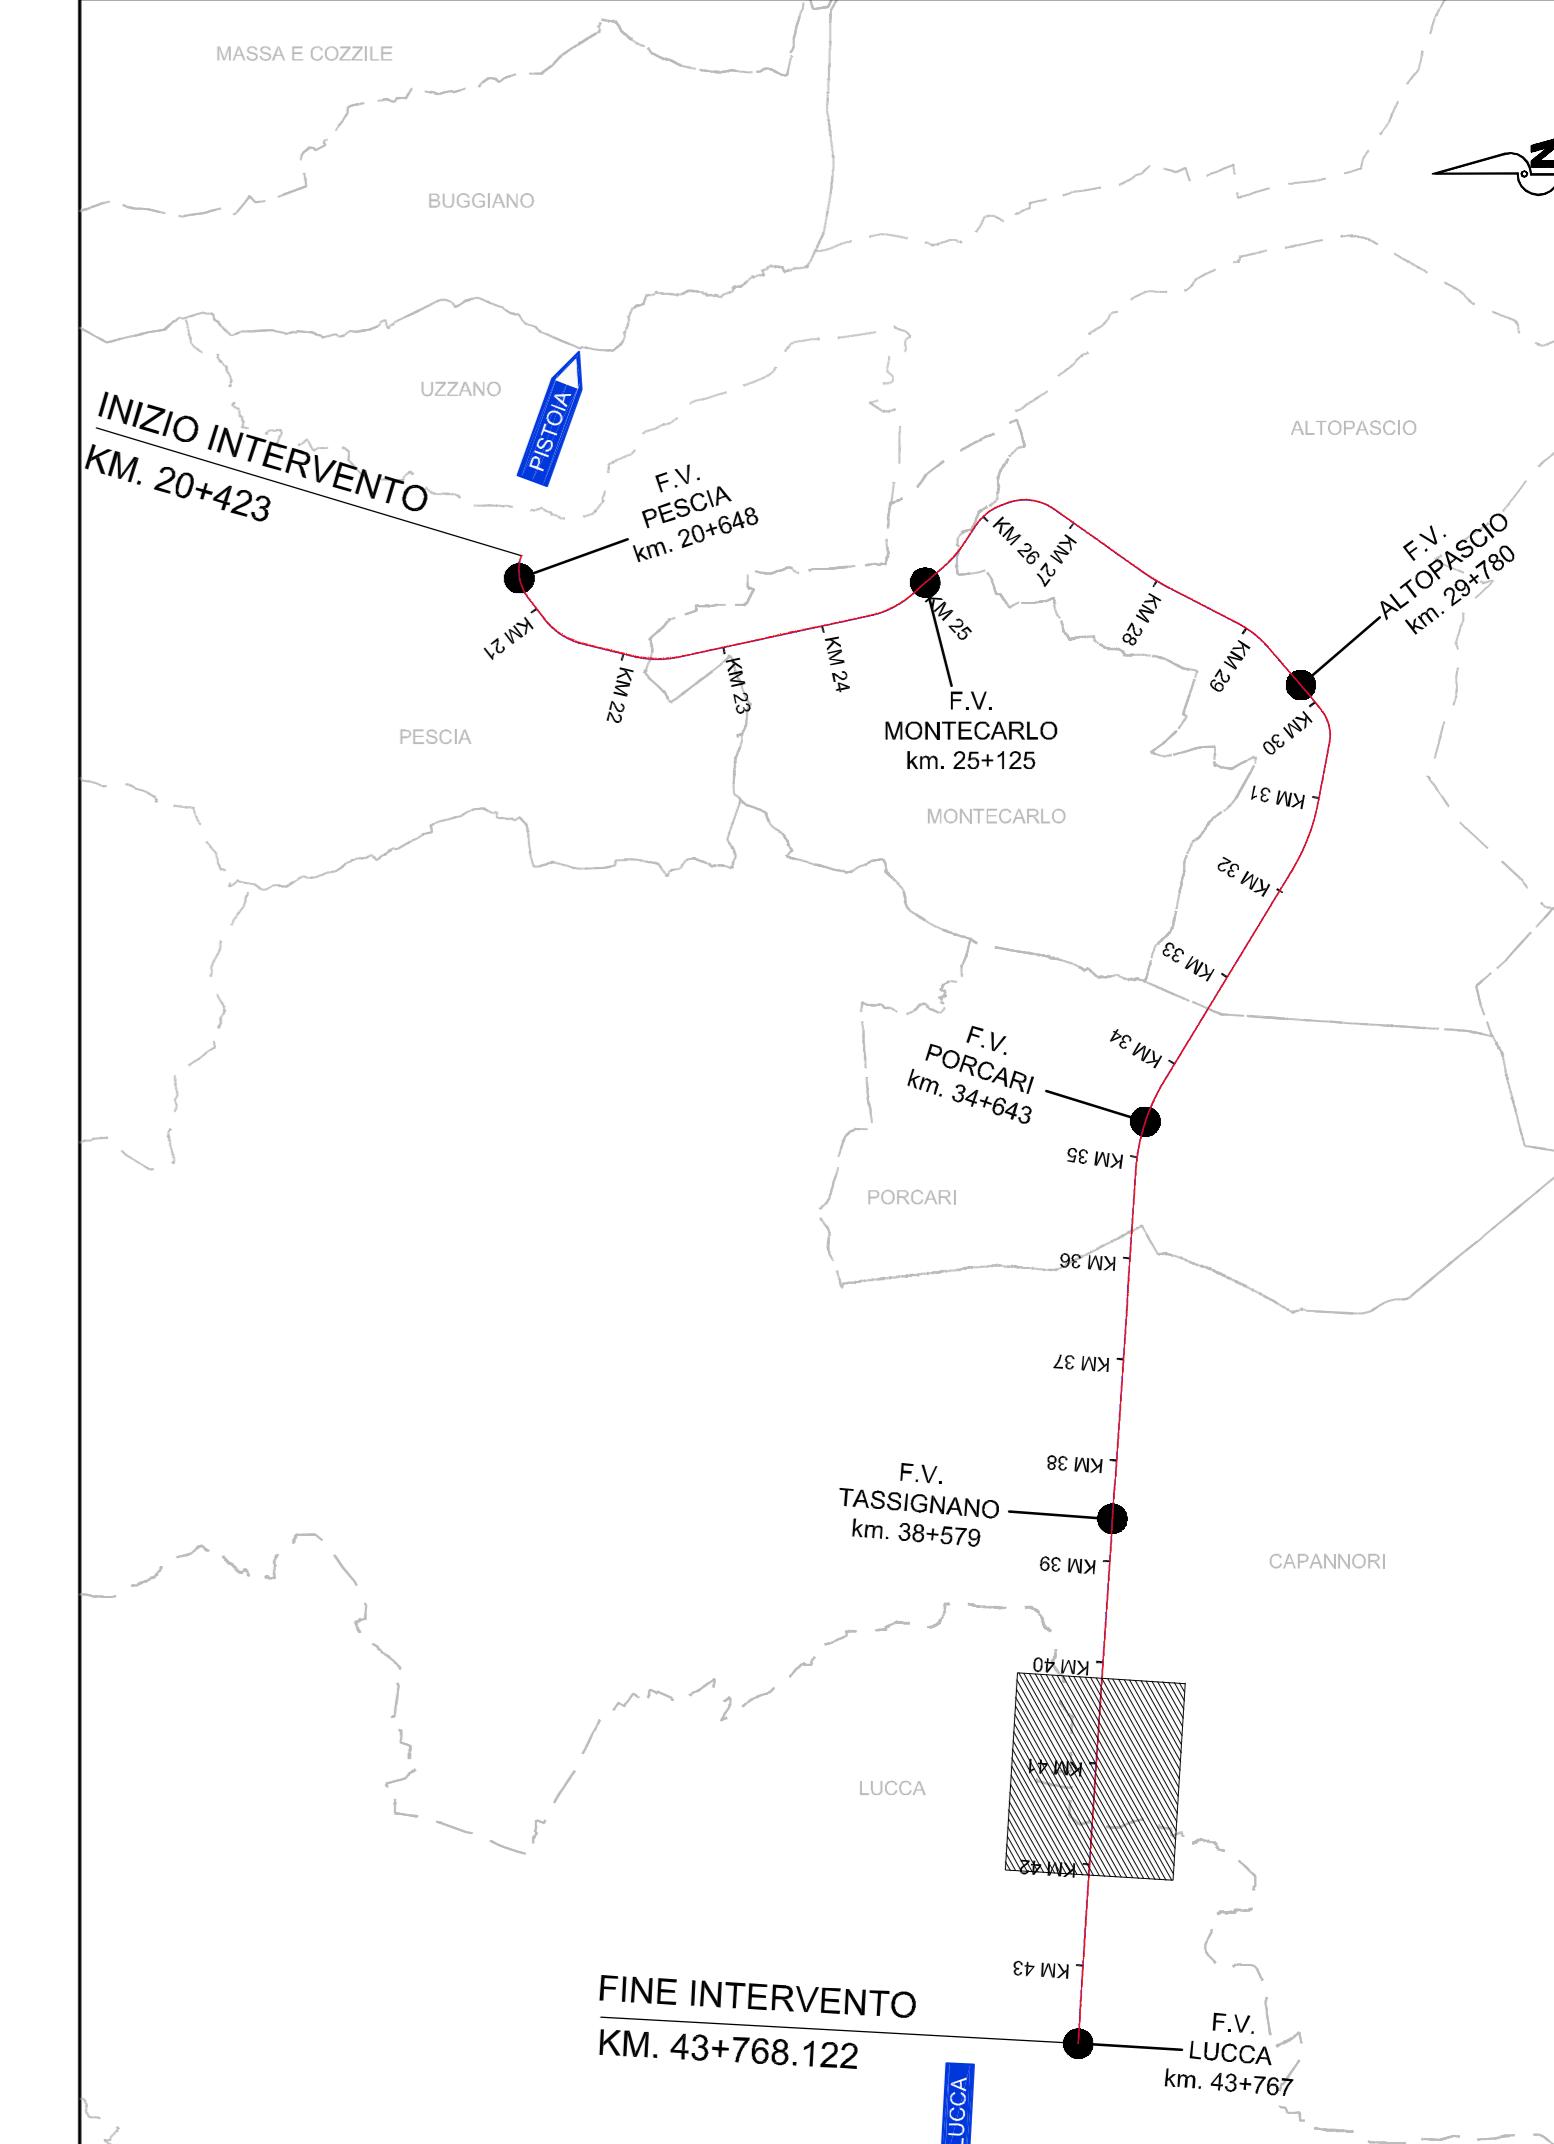 MASSA E COZZILE
N
BUGGIANO
UZZANO
PISTOIA
ALTOPASCIO
INIZIO INTERVENTO
KM. 20+423
F.V.
PESCIA
km. 20+648
F.V.
ALTOPASCIO
km. 29+780
KM 21
KM 22
KM 23
KM 24
KM 25
KM 26
KM 27
KM 28
KM 29
KM 30
F.V.
MONTECARLO
km. 25+125
PESCIA
MONTECARLO
KM 31
KM 32
KM 33
KM 34
F.V.
PORCARI
km. 34+643
KM 35
PORCARI
KM 36
KM 37
KM 38
F.V.
TASSIGNANO
km. 38+579
KM 39
CAPANNORI
KM 40
KM 41
LUCCA
KM 42
KM 43
FINE INTERVENTO
KM. 43+768.122
F.V.
LUCCA
km. 43+767
LUCCA